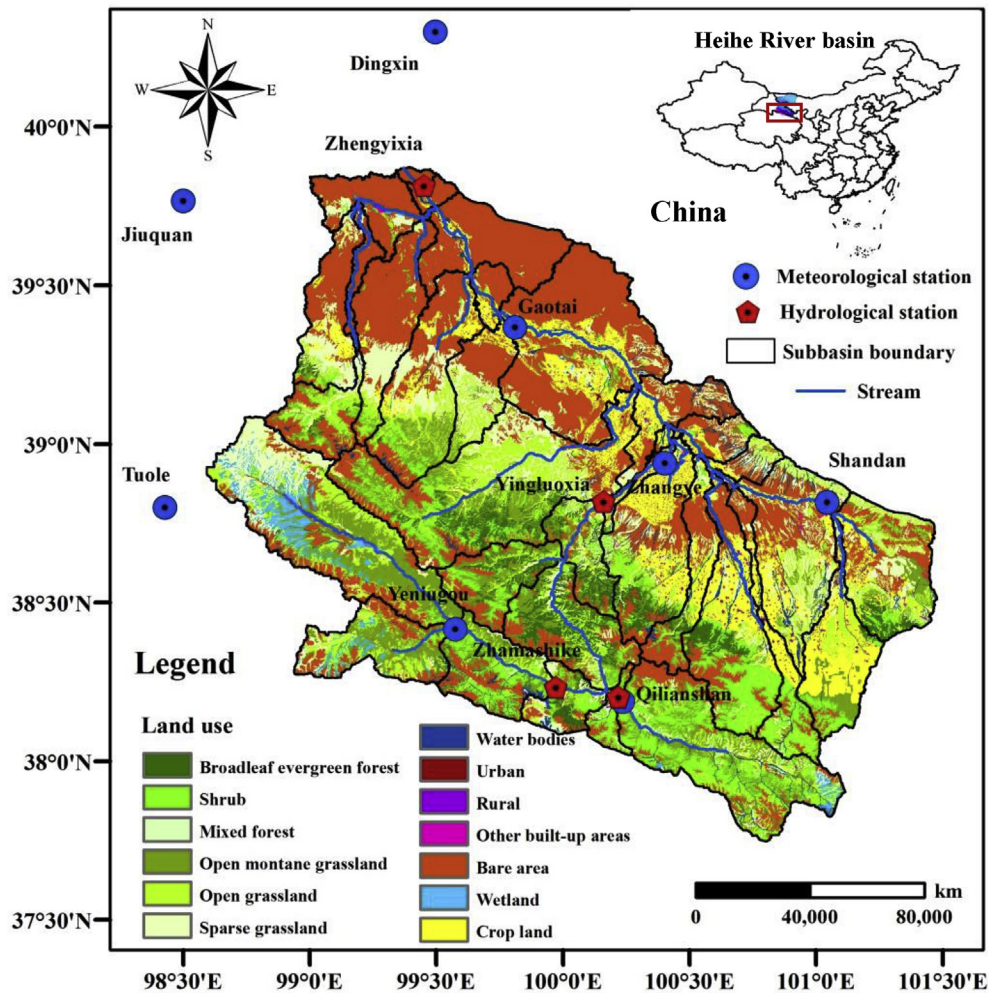 N
W
E
S
Dingxin
Heihe River basin
40°0'N
Zhengyixia
Jiuquan
China
39°30'N
Gaotai
Meteorological station
Hydrological station
Subbasin boundary
Stream
39°0'N
Tuole
Yingluoxia
Zhangye
Shandan
38°30'N
Yeniugou
Zhamashike
Qilianshan
38°0'N
37°30'N
Legend
Land use
Broadleaf evergreen forest
Shrub
Mixed forest
Open montane grassland
Open grassland
Sparse grassland
Water bodies
Urban
Rural
Other built-up areas
Bare area
Wetland
Crop land
km
0 40,000 80,000
98°30'E 99°0'E 99°30'E 100°0'E 100°30'E 101°0'E 101°30'E